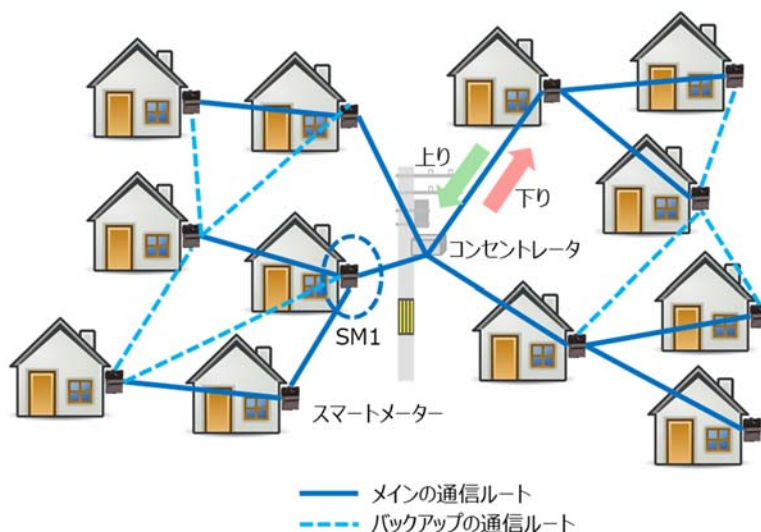 上り
下り
コンセントレータ
SM1
スマートメーター
メインの通信ルート
バックアップの通信ルート